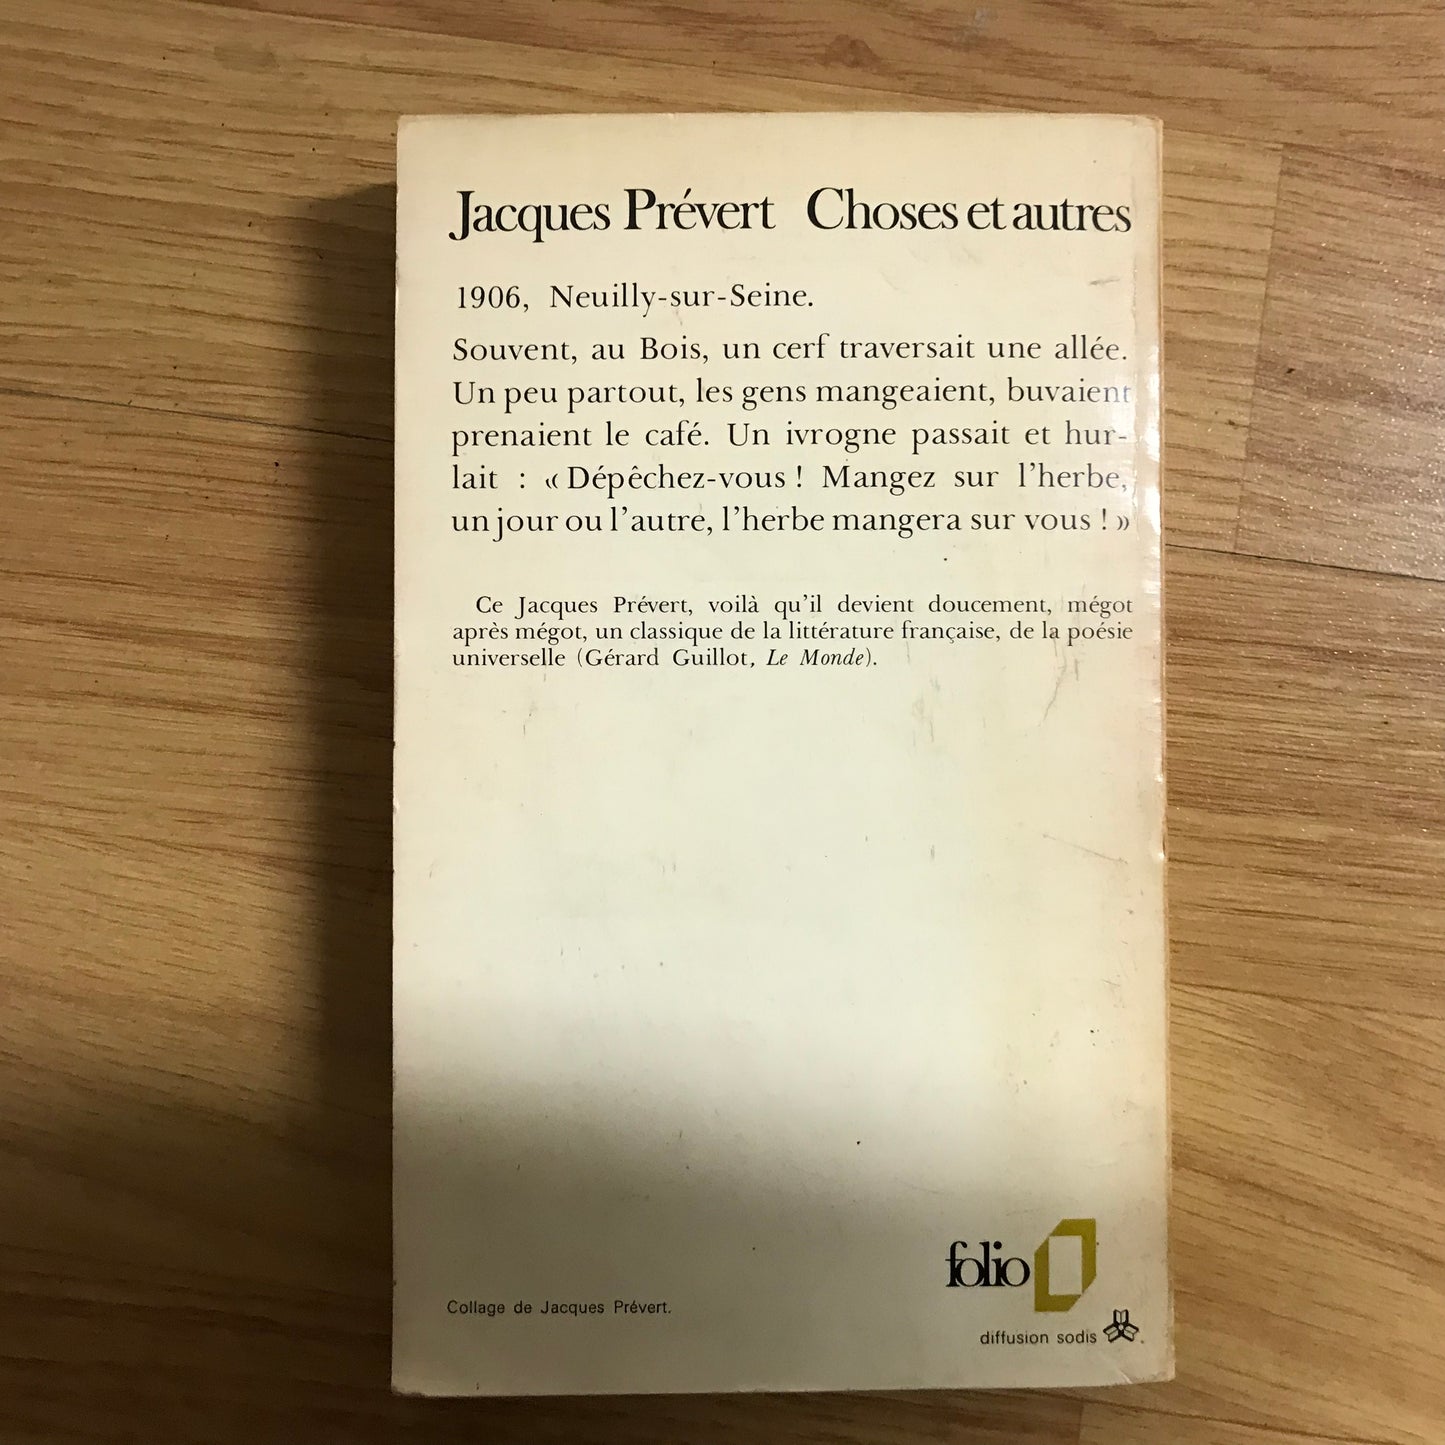 Jacques Prévert Choses et autres
1906, Neuilly-sur-Seine.
Souvent, au Bois, un cerf traversait une allée.
Un peu partout, les gens mangeaient, buvaient
prenaient le café. Un ivrogne passait et hur-
lait : « Dépêchez-vous ! Mangez sur l'herbe,
un jour ou l'autre, l'herbe mangera sur vous ! »
Ce Jacques Prévert, voilà qu'il devient doucement, mégot
après mégot, un classique de la littérature française, de la poésie
universelle (Gérard Guillot, Le Monde).
folio
Collage de Jacques Prévert.
diffusion sodis